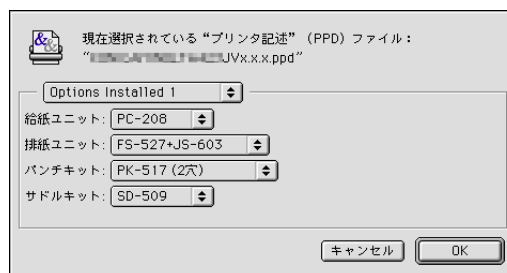 現在選択されている“プリンタ記述” (PPD) ファイル：
“JVx.x.x.ppd”
Options Installed 1
給紙ユニット： PC-208
排紙ユニット： FS-527+JS-603
パンチキット： PK-517 (2穴)
サドルキット： SD-509
キャンセル OK